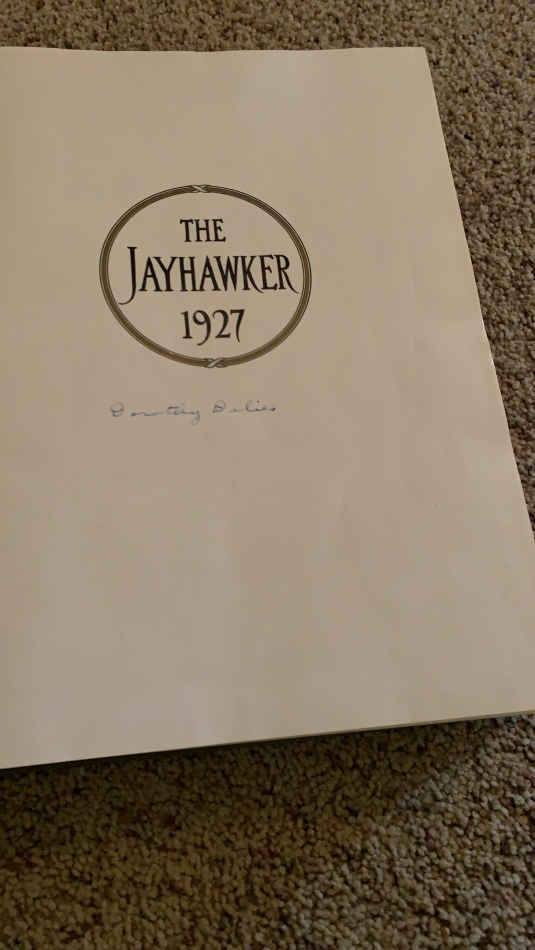 THE
JAYHAWKER
1927
Dorothy